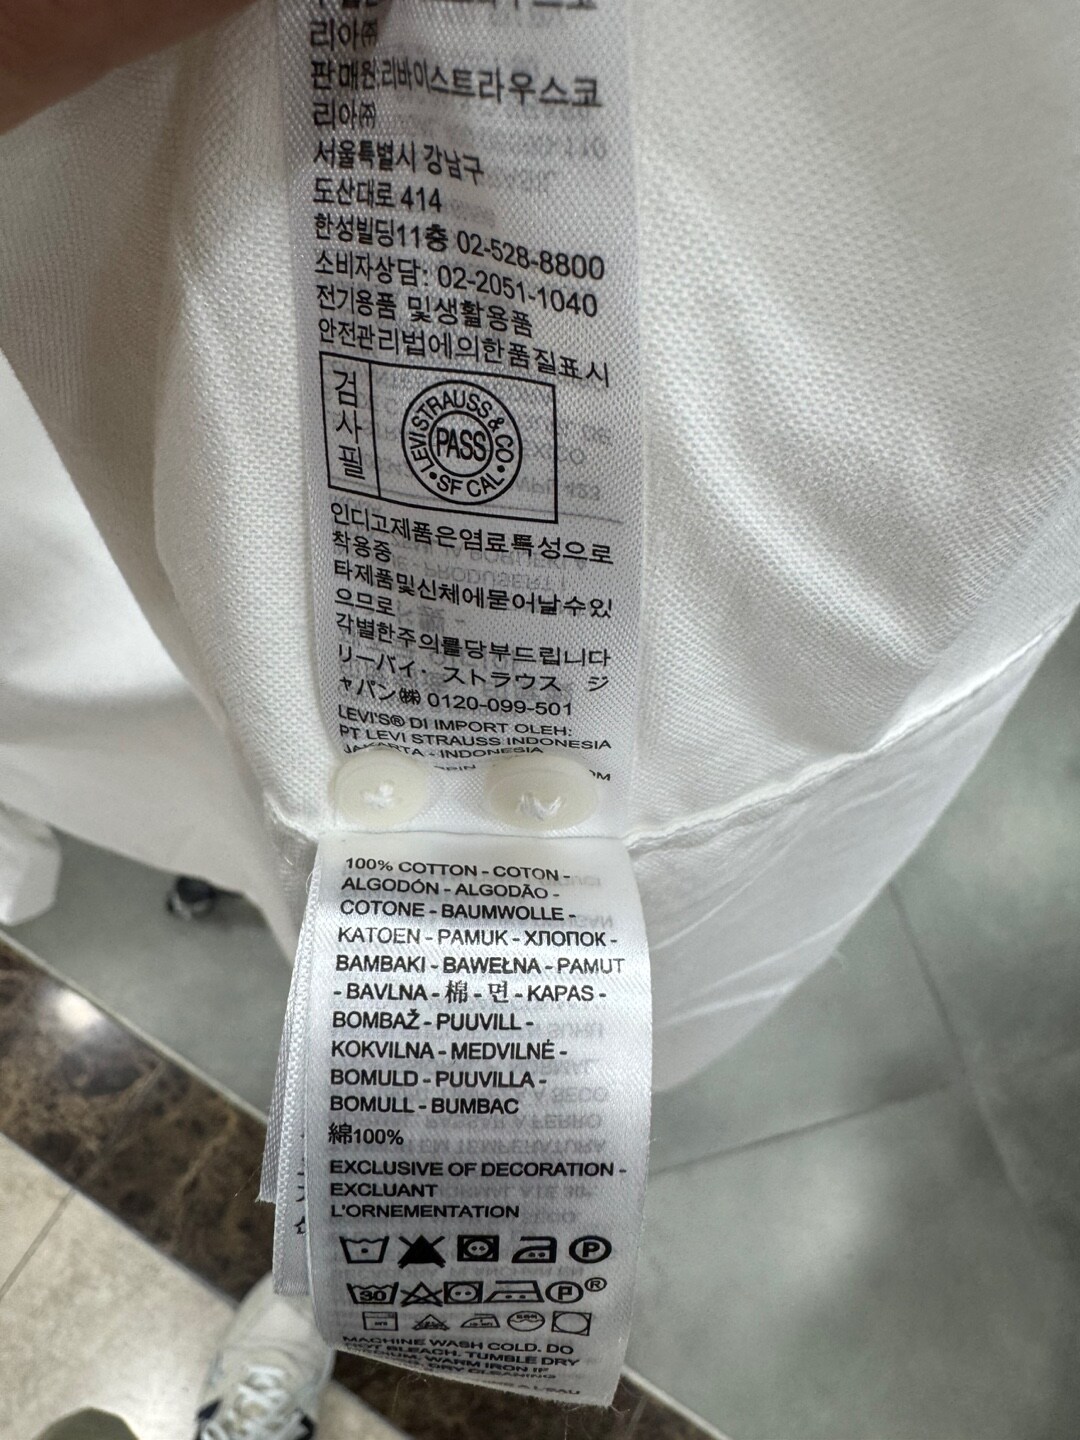 리아㈜
판매원:리바이스트라우스코
리아㈜
서울특별시 강남구
도산대로 414
한성빌딩11층 02-528-8800
소비자상담: 02-2051-1040
전기용품 및생활용품
안전관리법에의한품질표시
검사필
LEVI STRAUSS & CO
PASS
SF CAL
인디고제품은염료특성으로
착용중
타제품및신체에묻어날수있
으므로
각별한주의를당부드립니다
リーバイ・ストラウス ジ
ャパン㈱ 0120-099-501
LEVI'S® DI IMPORT OLEH:
PT LEVI STRAUSS INDONESIA
JAKARTA - INDONESIA
100% COTTON - COTON -
ALGODÓN - ALGODÃO -
COTONE - BAUMWOLLE -
KATOEN - PAMUK - ХЛОПОК -
BAMBAKI - BAWEŁNA - PAMUT
- BAVLNA - 棉 - 면 - KAPAS -
BOMBAŽ - PUUVILL -
KOKVILNA - MEDVILNĖ -
BOMULD - PUUVILLA -
BOMULL - BUMBAC
綿100%
EXCLUSIVE OF DECORATION -
EXCLUANT
L'ORNEMENTATION
P
30 P ®
MACHINE WASH COLD. DO
NOT BLEACH. TUMBLE DRY
MEDIUM. WARM IRON IF
DRY CLEANING
A L'EAU